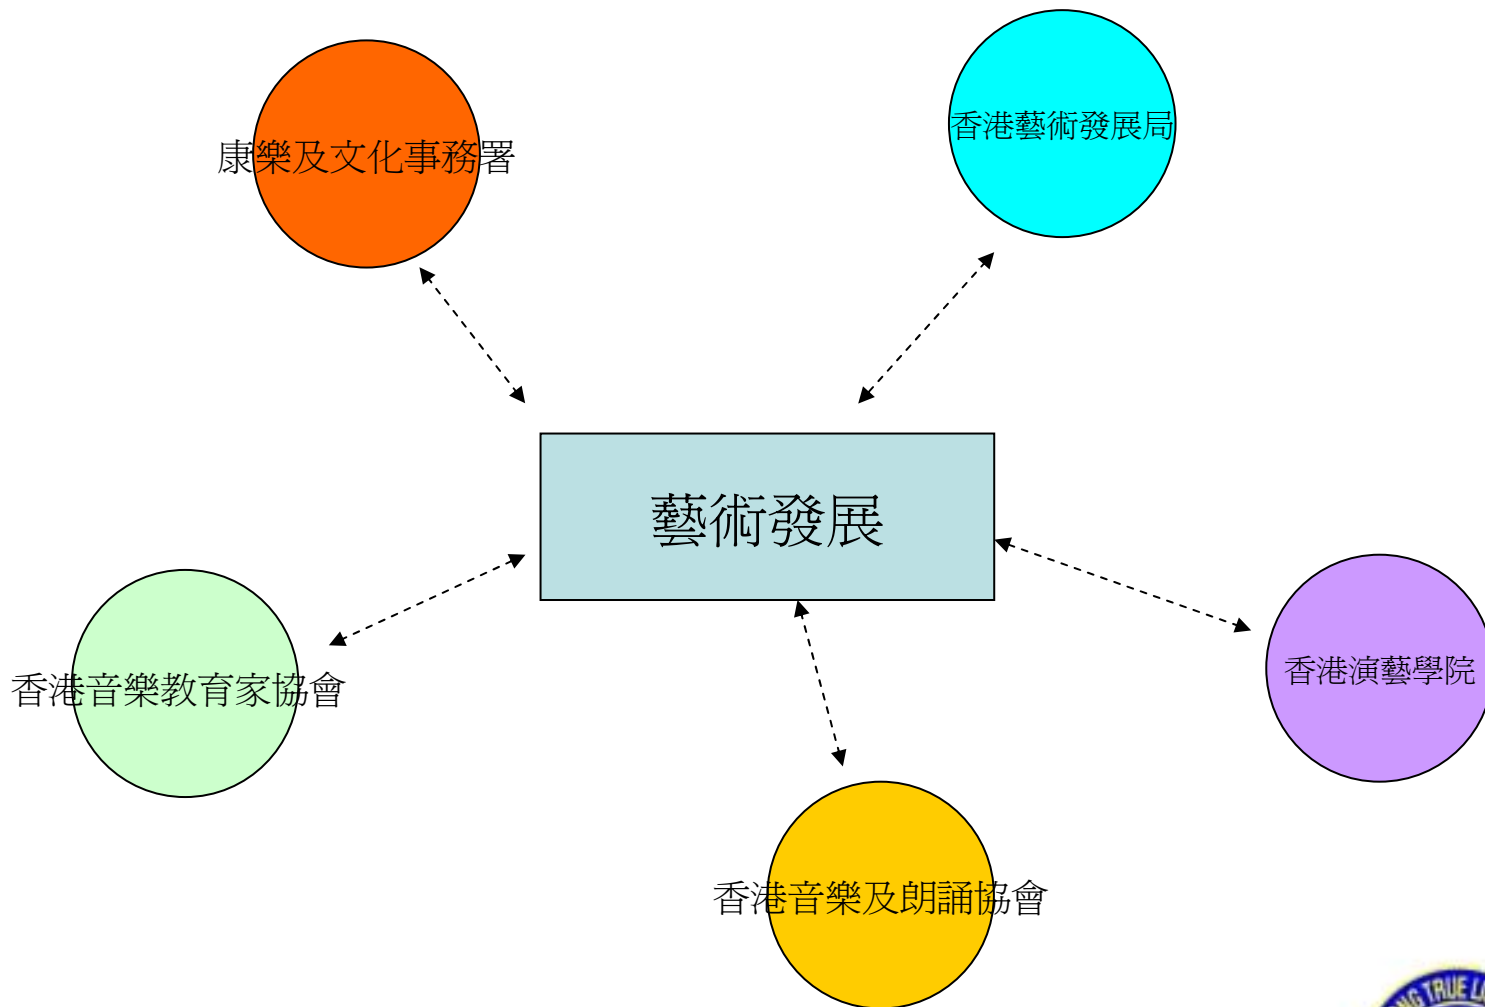 香港藝術發展局
康樂及文化事務署
藝術發展
香港演藝學院
香港音樂教育家協會
香港音樂及朗誦協會
TRUE